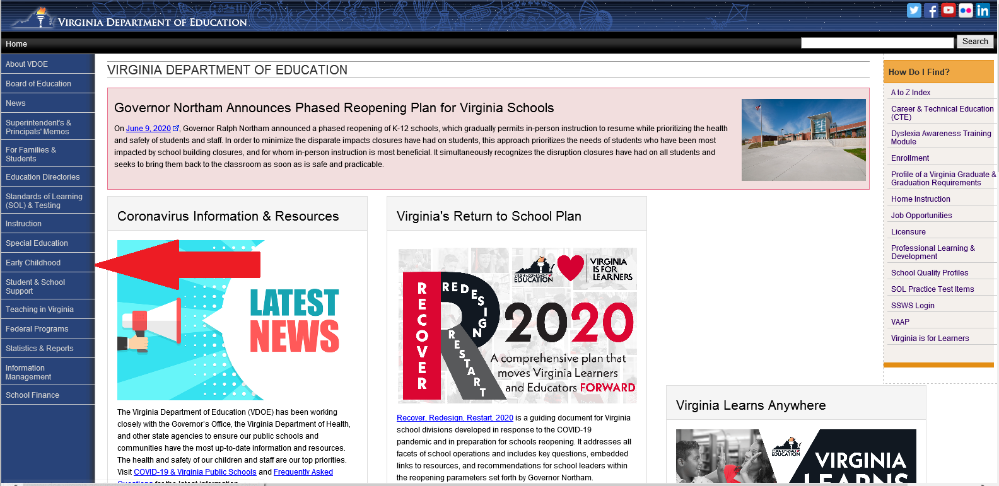 VIRGINIA DEPARTMENT OF EDUCATION
Home
Search
About VDOE
Board of Education
News
Superintendent's &
Principals' Memos
For Families &
Students
Education Directories
Standards of Learning
(SOL) & Testing
Instruction
Special Education
Early Childhood
Student & School
Support
Teaching in Virginia
Federal Programs
Statistics & Reports
Information
Management
School Finance
VIRGINIA DEPARTMENT OF EDUCATION
Governor Northam Announces Phased Reopening Plan for Virginia Schools
On June 9, 2020, Governor Ralph Northam announced a phased reopening of K-12 schools, which gradually permits in-person instruction to resume while prioritizing the health
and safety of students and staff. In order to minimize the disparate impacts closures have had on students, this approach prioritizes the needs of students who have been most
impacted by school building closures, and for whom in-person instruction is most beneficial. It simultaneously recognizes the disruption closures have had on all students and
seeks to bring them back to the classroom as soon as is safe and practicable.
Coronavirus Information & Resources
LATEST
NEWS
The Virginia Department of Education (VDOE) has been working
closely with the Governor's Office, the Virginia Department of Health,
and other state agencies to ensure our public schools and
communities have the most up-to-date information and resources.
The health and safety of our children and staff are our top priorities.
Visit COVID-19 & Virginia Public Schools and Frequently Asked
Questions for the latest information.
Virginia's Return to School Plan
VIRGINIA DEPARTMENT OF
EDUCATION
VIRGINIA
IS FOR
LEARNERS
RECOVER
REDESIGN
RESTART
2020
A comprehensive plan that
moves Virginia Learners
and Educators FORWARD
Recover, Redesign, Restart, 2020 is a guiding document for Virginia
school divisions developed in response to the COVID-19
pandemic and in preparation for schools reopening. It addresses all
facets of school operations and includes key questions, embedded
links to resources, and recommendations for school leaders within
the reopening parameters set forth by Governor Northam.
Virginia Learns Anywhere
EDUCATION
VIRGINIA
LEARNS
How Do I Find?
A to Z Index
Career & Technical Education
(CTE)
Dyslexia Awareness Training
Module
Enrollment
Profile of a Virginia Graduate &
Graduation Requirements
Home Instruction
Job Opportunities
Licensure
Professional Learning &
Development
School Quality Profiles
SOL Practice Test Items
SSWS Login
VAAP
Virginia is for Learners